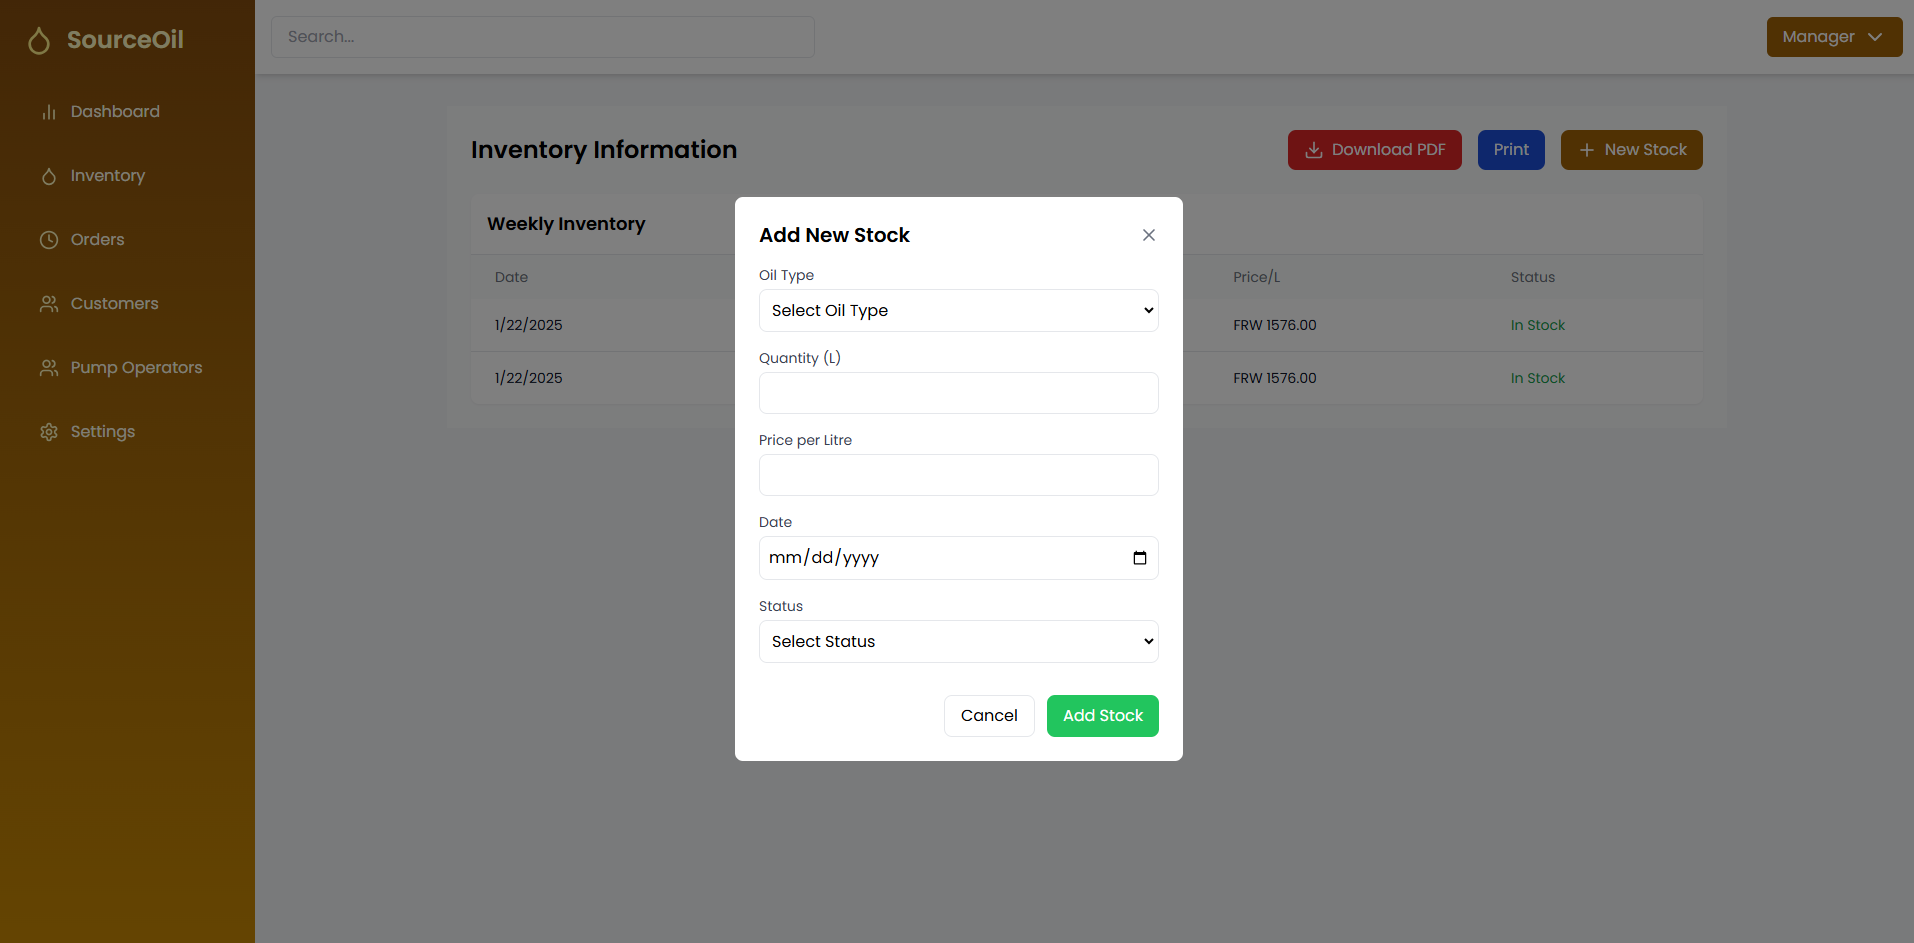 SourceOil
Search...
Manager
Dashboard
Inventory
Orders
Customers
Pump Operators
Settings
Inventory Information
Download PDF
Print
New Stock
Weekly Inventory
Date
Price/L
Status
1/22/2025
FRW 1576.00
In Stock
1/22/2025
FRW 1576.00
In Stock
Add New Stock
Oil Type
Select Oil Type
Quantity (L)
Price per Litre
Date
mm/dd/yyyy
Status
Select Status
Cancel
Add Stock